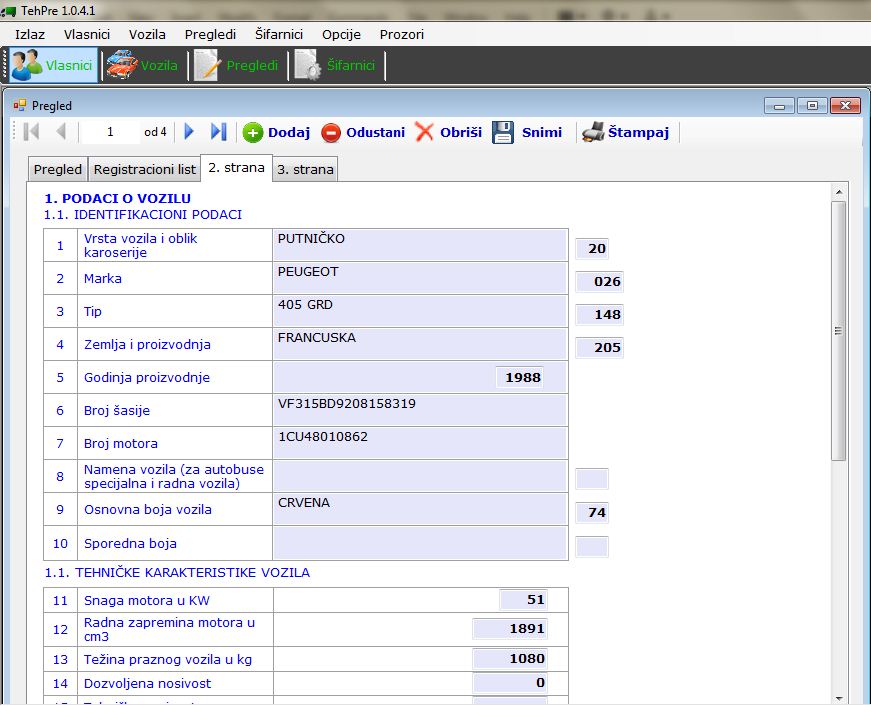 TehPre 1.0.4.1
Izlaz Vlasnici Vozila Pregledi Šifarnici Opcije Prozori
Vlasnici Vozila Pregledi Šifarnici
Pregled
1 od 4 Dodaj Odustani Obriši Snimi Štampaj
Pregled Registracioni list 2. strana 3. strana
1. PODACI O VOZILU
1.1. IDENTIFIKACIONI PODACI
1 Vrsta vozila i oblik karoserije PUTNIČKO 20
2 Marka PEUGEOT 026
3 Tip 405 GRD 148
4 Zemlja i proizvodnja FRANCUSKA 205
5 Godinja proizvodnje 1988
6 Broj šasije VF315BD9208158319
7 Broj motora 1CU48010862
8 Namena vozila (za autobuse specijalna i radna vozila)
9 Osnovna boja vozila CRVENA 74
10 Sporedna boja
1.1. TEHNIČKE KARAKTERISTIKE VOZILA
11 Snaga motora u KW 51
12 Radna zapremina motora u cm3 1891
13 Težina praznog vozila u kg 1080
14 Dozvoljena nosivost 0